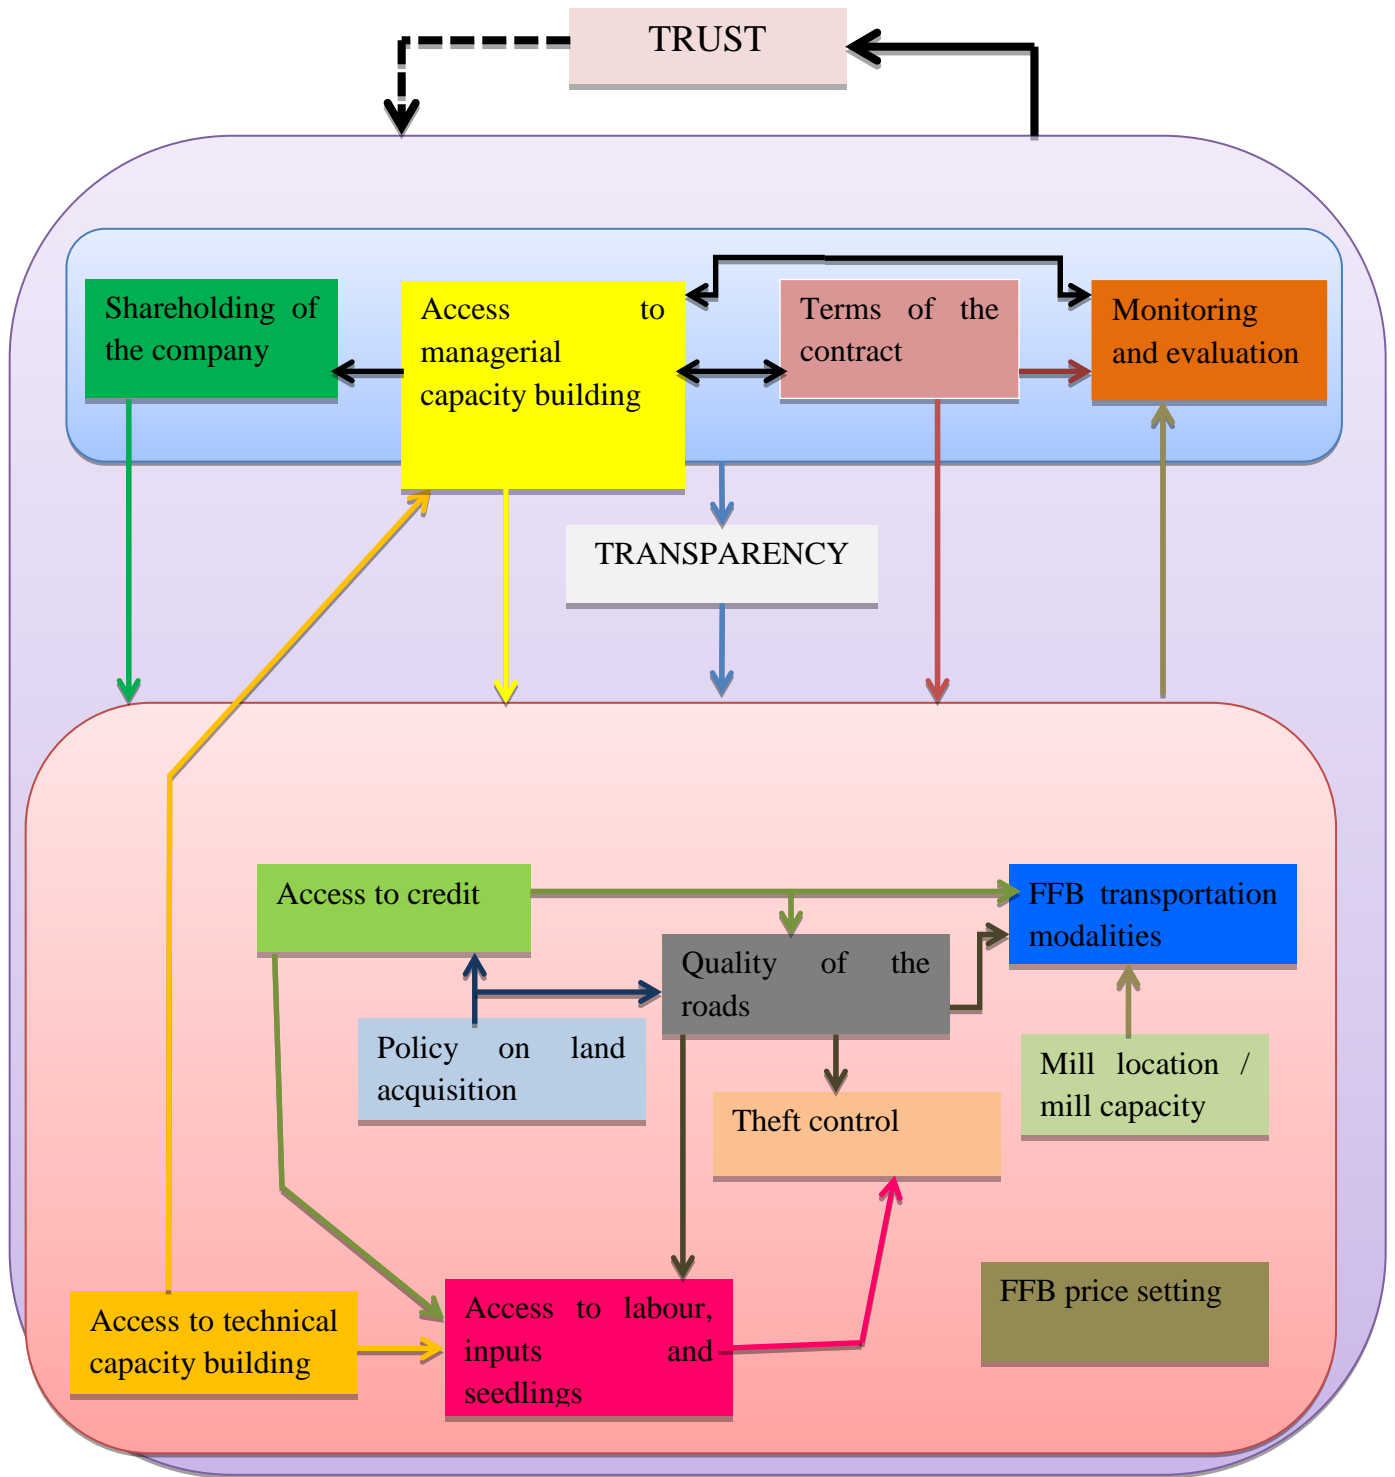 TRUST
Shareholding of
the company
Access to
managerial
capacity building
Terms of the
contract
Monitoring
and evaluation
TRANSPARENCY
Access to credit
FFB transportation
modalities
Quality of the
roads
Policy on land
acquisition
Mill location /
mill capacity
Theft control
Access to technical
capacity building
Access to labour,
inputs and
seedlings
FFB price setting